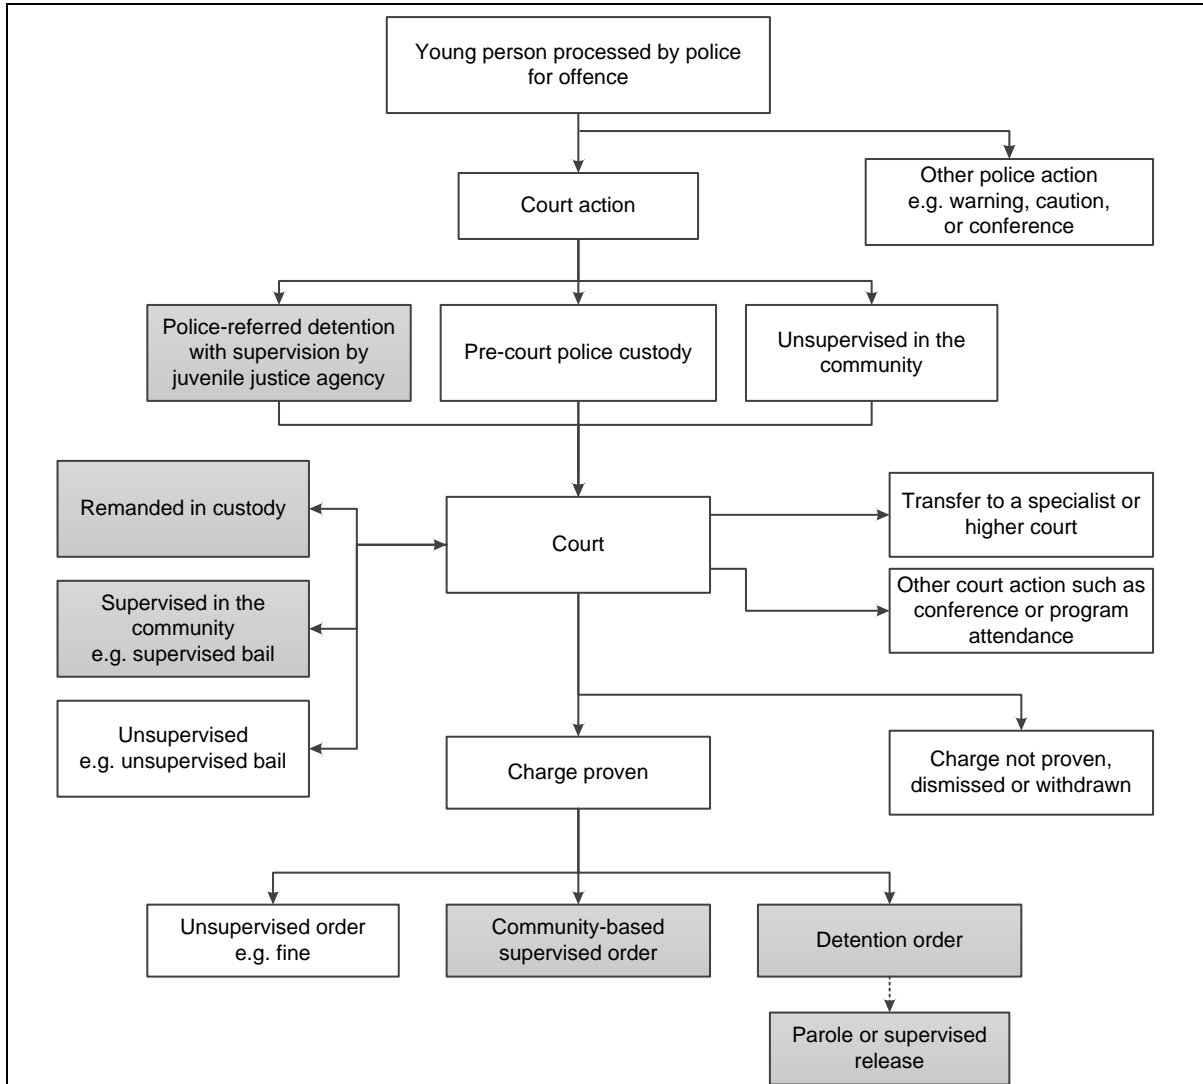 Young person processed by police
for offence
Other police action
e.g. warning, caution,
or conference
Court action
Police-referred detention
with supervision by
juvenile justice agency
Pre-court police custody
Unsupervised in the
community
Remanded in custody
Transfer to a specialist or
higher court
Court
Supervised in the
community
e.g. supervised bail
Other court action such as
conference or program
attendance
Unsupervised
e.g. unsupervised bail
Charge proven
Charge not proven,
dismissed or withdrawn
Unsupervised order
e.g. fine
Community-based
supervised order
Detention order
Parole or supervised
release